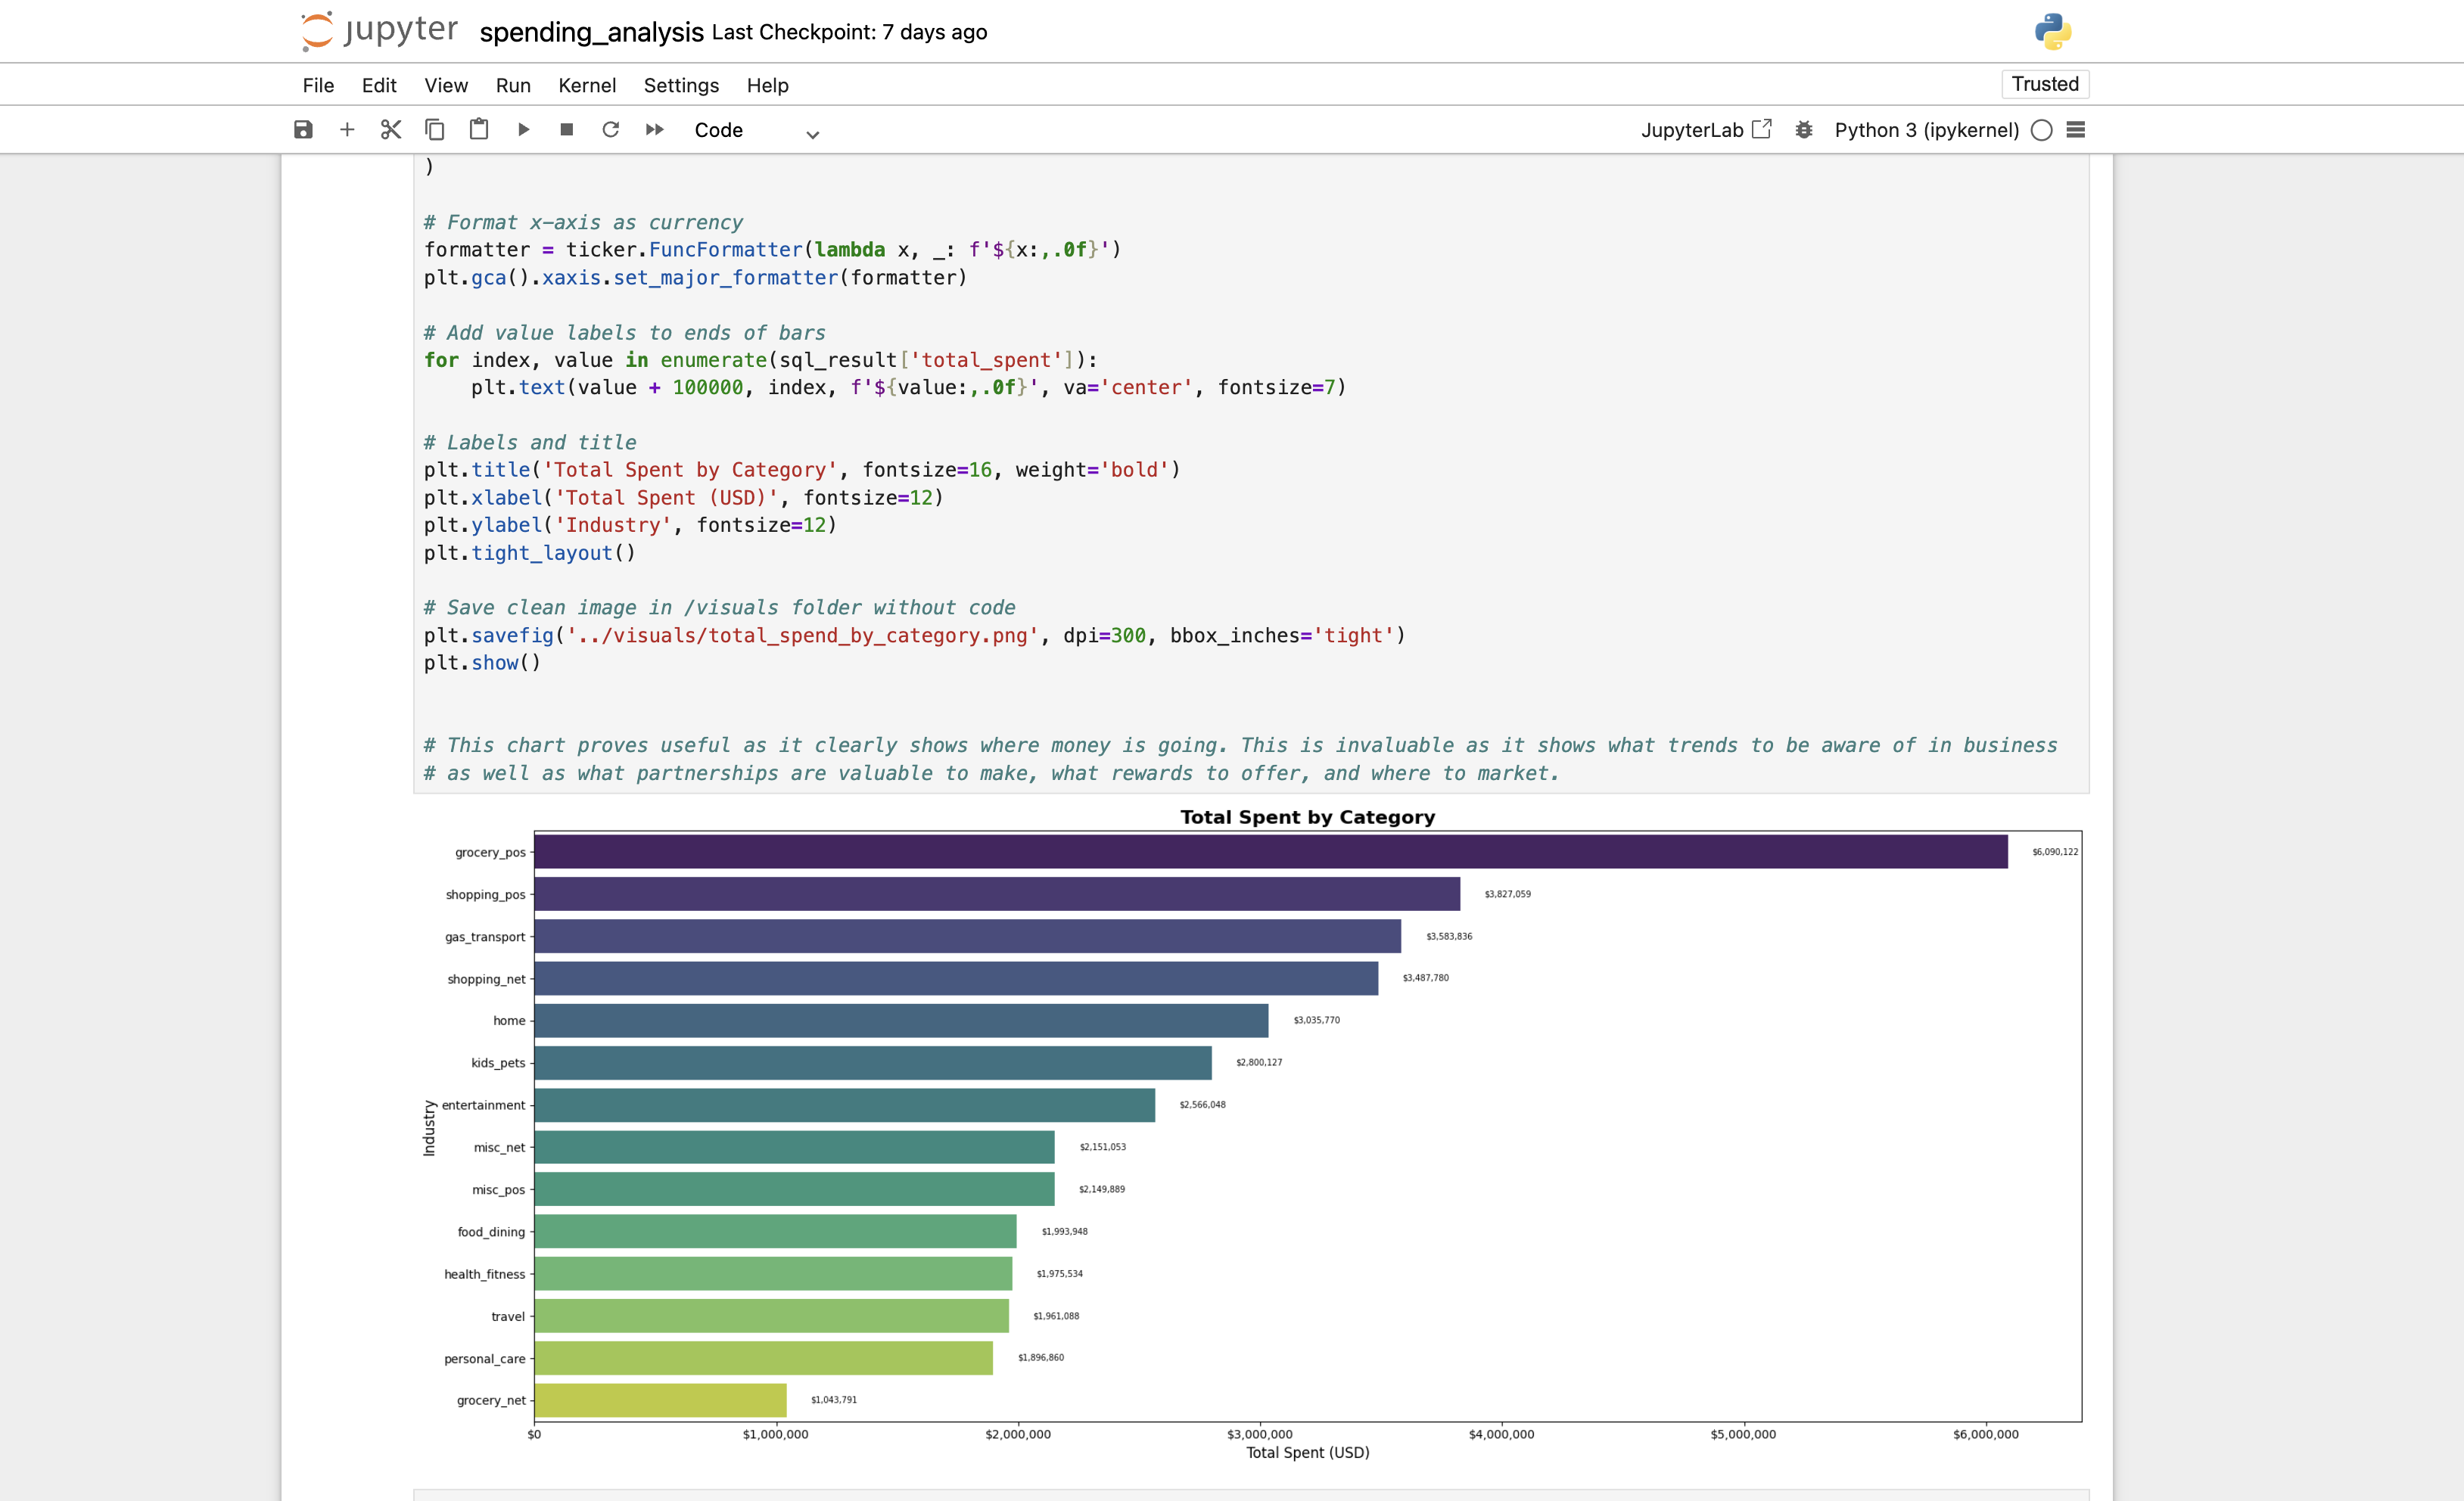 jupyter spending_analysis Last Checkpoint: 7 days ago
File Edit View Run Kernel Settings Help Trusted
Code JupyterLab Python 3 (ipykernel)
)
# Format x-axis as currency
formatter = ticker.FuncFormatter(lambda x, _: f'${x:,.0f}')
plt.gca().xaxis.set_major_formatter(formatter)
# Add value labels to ends of bars
for index, value in enumerate(sql_result['total_spent']):
    plt.text(value + 100000, index, f'${value:,.0f}', va='center', fontsize=7)
# Labels and title
plt.title('Total Spent by Category', fontsize=16, weight='bold')
plt.xlabel('Total Spent (USD)', fontsize=12)
plt.ylabel('Industry', fontsize=12)
plt.tight_layout()
# Save clean image in /visuals folder without code
plt.savefig('../visuals/total_spend_by_category.png', dpi=300, bbox_inches='tight')
plt.show()
# This chart proves useful as it clearly shows where money is going. This is invaluable as it shows what trends to be aware of in business
# as well as what partnerships are valuable to make, what rewards to offer, and where to market.
Total Spent by Category
grocery_pos $6,090,122
shopping_pos $3,827,059
gas_transport $3,583,836
shopping_net $3,487,780
home $3,035,770
kids_pets $2,800,127
entertainment $2,566,048
Industry
misc_net $2,151,053
misc_pos $2,149,889
food_dining $1,993,948
health_fitness $1,975,534
travel $1,961,088
personal_care $1,896,860
grocery_net $1,043,791
$0 $1,000,000 $2,000,000 $3,000,000 $4,000,000 $5,000,000 $6,000,000
Total Spent (USD)